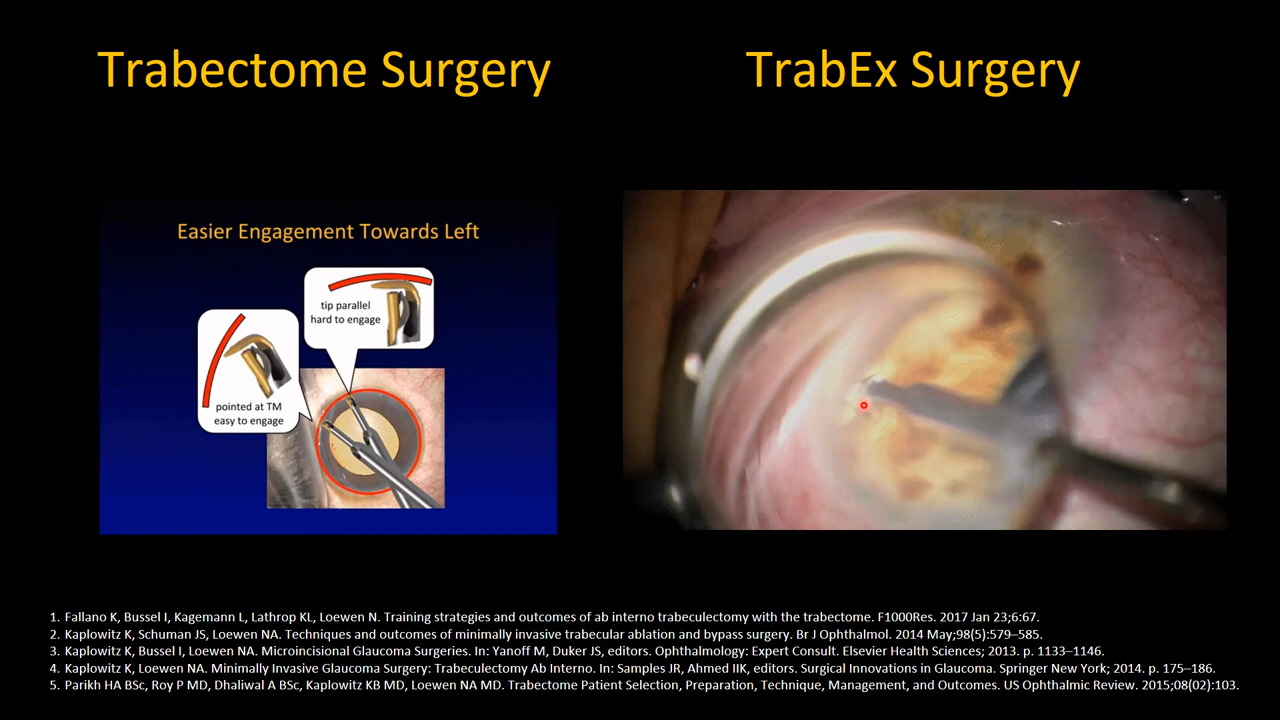 Trabectome Surgery
TrabEx Surgery
Easier Engagement Towards Left
tip parallel
hard to engage
pointed at TM
easy to engage
1. Fallano K, Bussel I, Kagemann L, Lathrop KL, Loewen N. Training strategies and outcomes of ab interno trabeculectomy with the trabectome. F1000Res. 2017 Jan 23;6:67.
2. Kaplowitz K, Schuman JS, Loewen NA. Techniques and outcomes of minimally invasive trabecular ablation and bypass surgery. Br J Ophthalmol. 2014 May;98(5):579–585.
3. Kaplowitz K, Bussel I, Loewen NA. Microincisional Glaucoma Surgeries. In: Yanoff M, Duker JS, editors. Ophthalmology: Expert Consult. Elsevier Health Sciences; 2013. p. 1133–1146.
4. Kaplowitz K, Loewen NA. Minimally Invasive Glaucoma Surgery: Trabeculectomy Ab Interno. In: Samples JR, Ahmed IIK, editors. Surgical Innovations in Glaucoma. Springer New York; 2014. p. 175–186.
5. Parikh HA BSc, Roy P MD, Dhaliwal A BSc, Kaplowitz KB MD, Loewen NA MD. Trabectome Patient Selection, Preparation, Technique, Management, and Outcomes. US Ophthalmic Review. 2015;08(02):103.